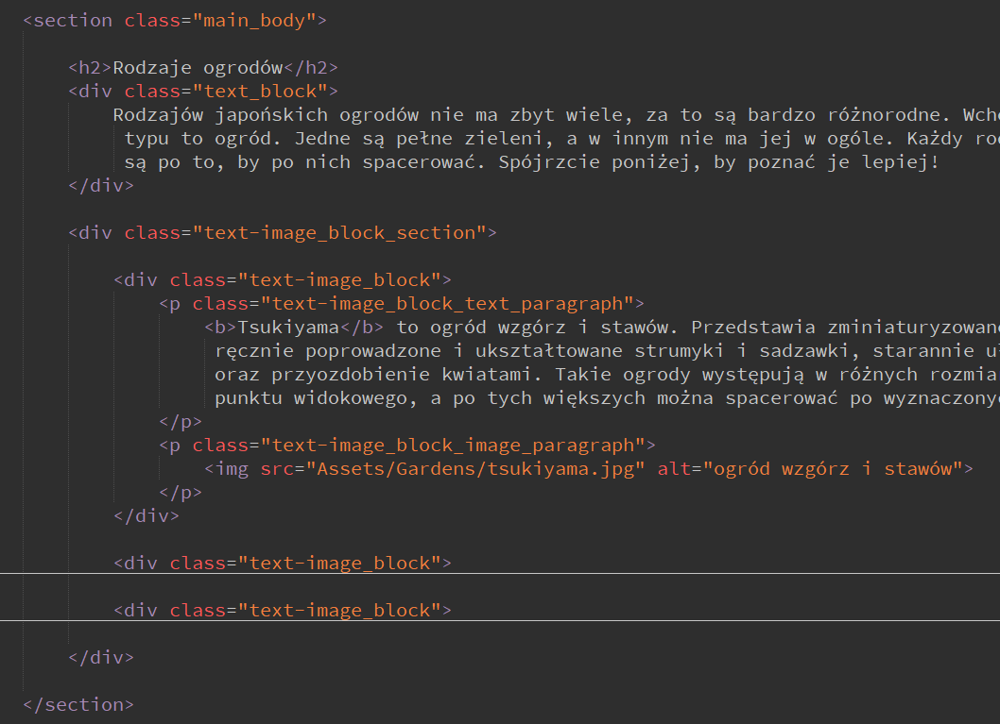 <section class="main_body">
<h2>Rodzaje ogrodów</h2>
<div class="text_block">
Rodzajów japońskich ogrodów nie ma zbyt wiele, za to są bardzo różnorodne.
typu to ogród. Jedne są pełne zieleni, a w innym nie ma jej w ogóle. Każdy
są po to, by po nich spacerować. Spójrzcie poniżej, by poznać je lepiej!
</div>
<div class="text-image_block_section">
<div class="text-image_block">
<p class="text-image_block_text_paragraph">
<b>Tsukiyama</b> to ogród wzgórz i stawów. Przedstawia
ręcznie poprowadzone i ukształtowane strumyki i sadzawki, starannie
oraz przyozdobienie kwiatami. Takie ogrody występują w różnych
punktu widokowego, a po tych większych można spacerować po
</p>
<p class="text-image_block_image_paragraph">
<img src="Assets/Gardens/tsukiyama.jpg" alt="ogród wzgórz i stawów">
</p>
</div>
<div class="text-image_block">
<div class="text-image_block">
</div>
</section>